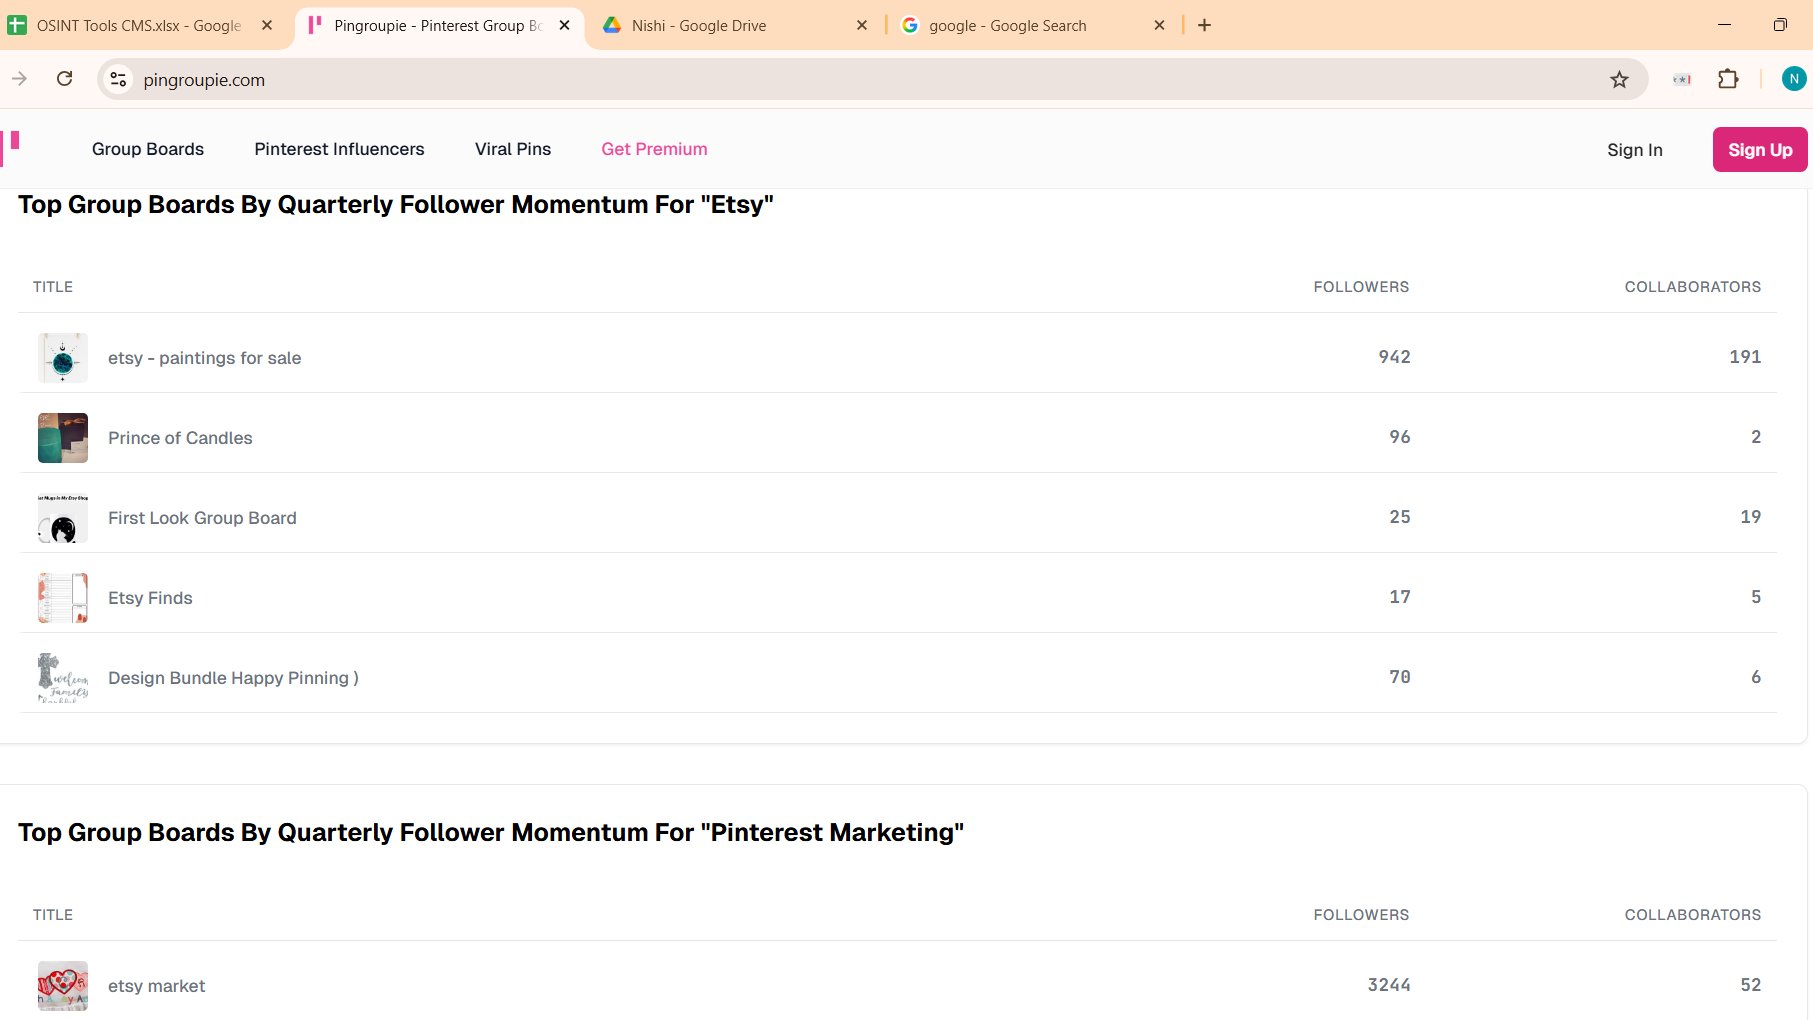 OSINT Tools CMS.xlsx - Google
Pingroupie - Pinterest Group Bo
Nishi - Google Drive
google - Google Search
pingroupie.com
N
Group Boards
Pinterest Influencers
Viral Pins
Get Premium
Sign In
Sign Up
Top Group Boards By Quarterly Follower Momentum For "Etsy"
TITLE FOLLOWERS COLLABORATORS
etsy - paintings for sale 942 191
Prince of Candles 96 2
First Look Group Board 25 19
Etsy Finds 17 5
Design Bundle Happy Pinning ) 70 6
Top Group Boards By Quarterly Follower Momentum For "Pinterest Marketing"
TITLE FOLLOWERS COLLABORATORS
etsy market 3244 52